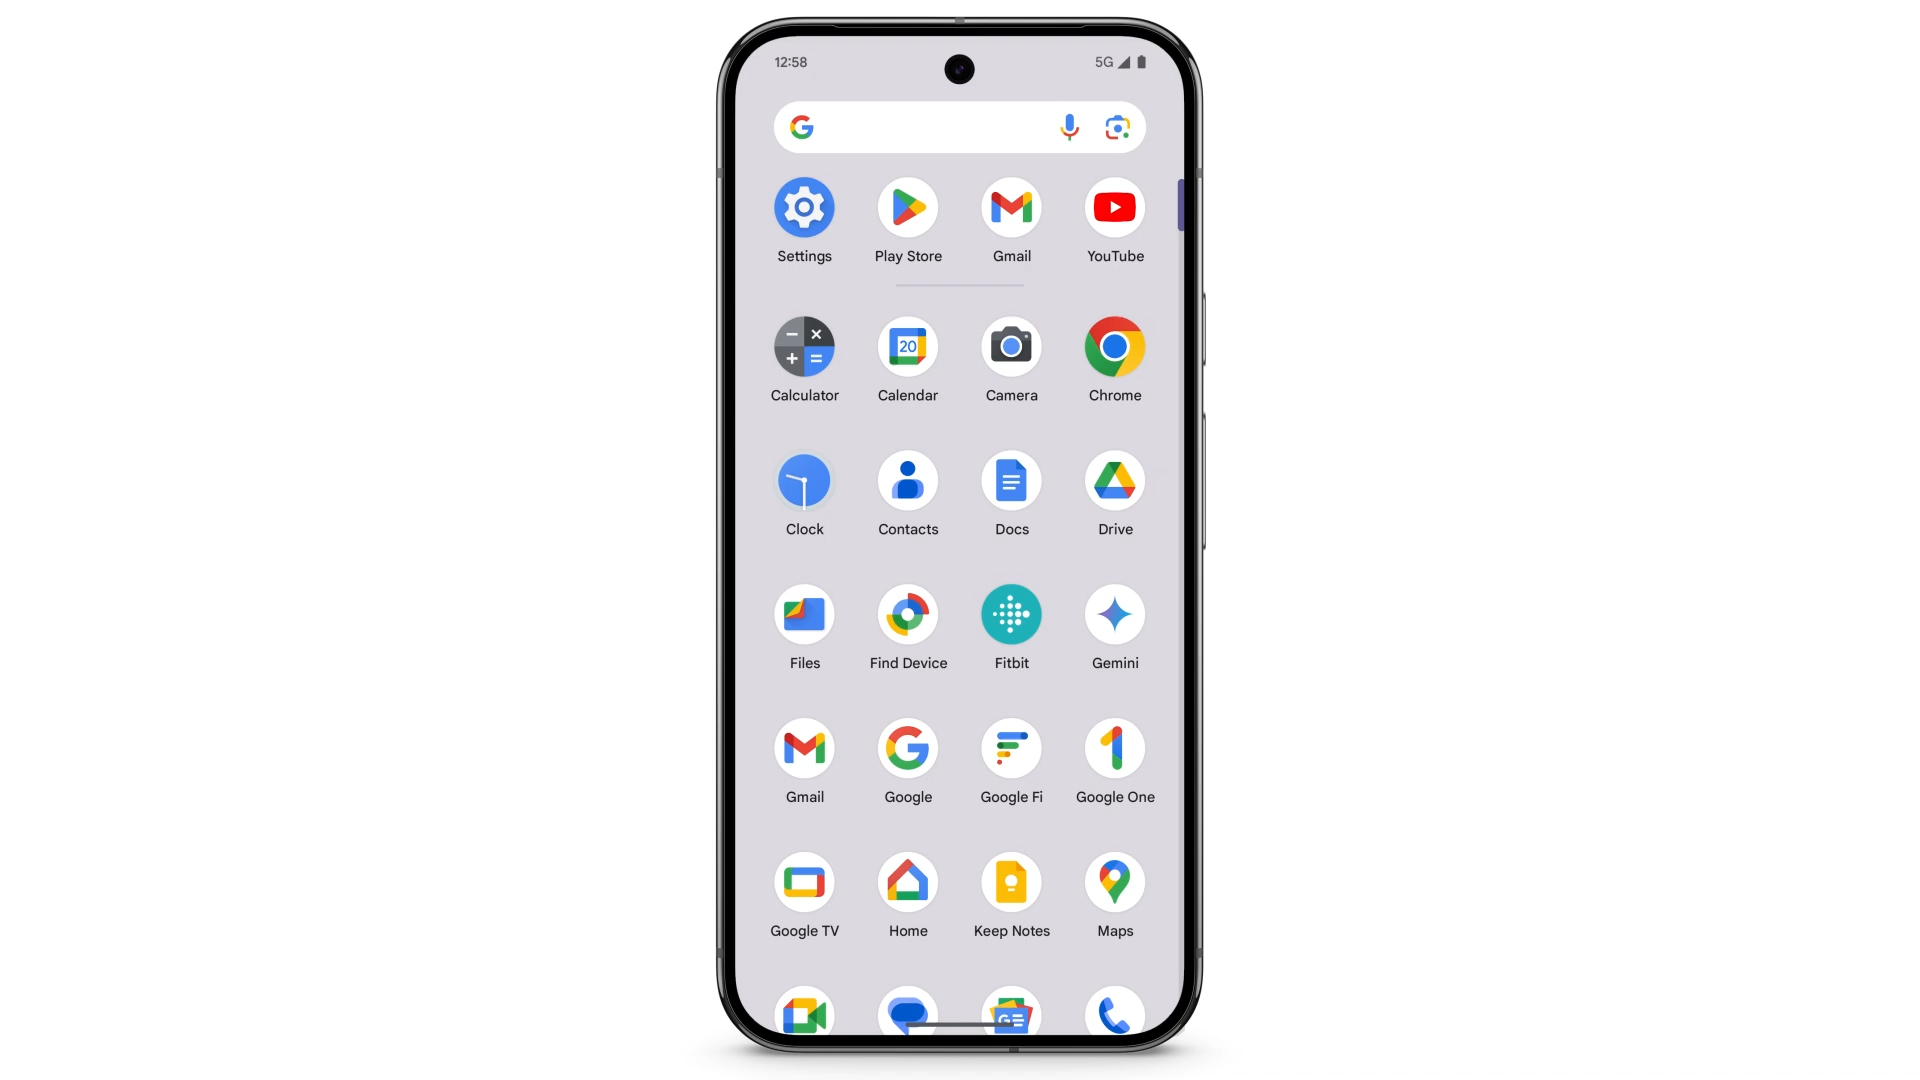 12:58 5G
Settings Play Store Gmail YouTube
20
Calculator Calendar Camera Chrome
Clock Contacts Docs Drive
Files Find Device Fitbit Gemini
Gmail Google Google Fi Google One
Google TV Home Keep Notes Maps